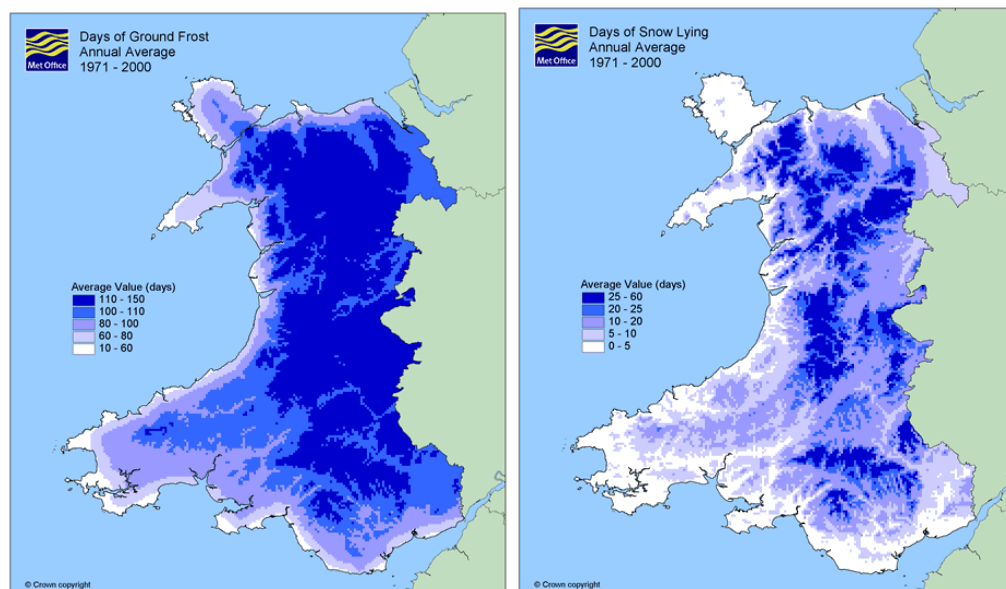 Met Office
Days of Ground Frost
Annual Average
1971 - 2000
Average Value (days)
110 - 150
100 - 110
80 - 100
60 - 80
10 - 60
© Crown copyright
Met Office
Days of Snow Lying
Annual Average
1971 - 2000
Average Value (days)
25 - 60
20 - 25
10 - 20
5 - 10
0 - 5
© Crown copyright